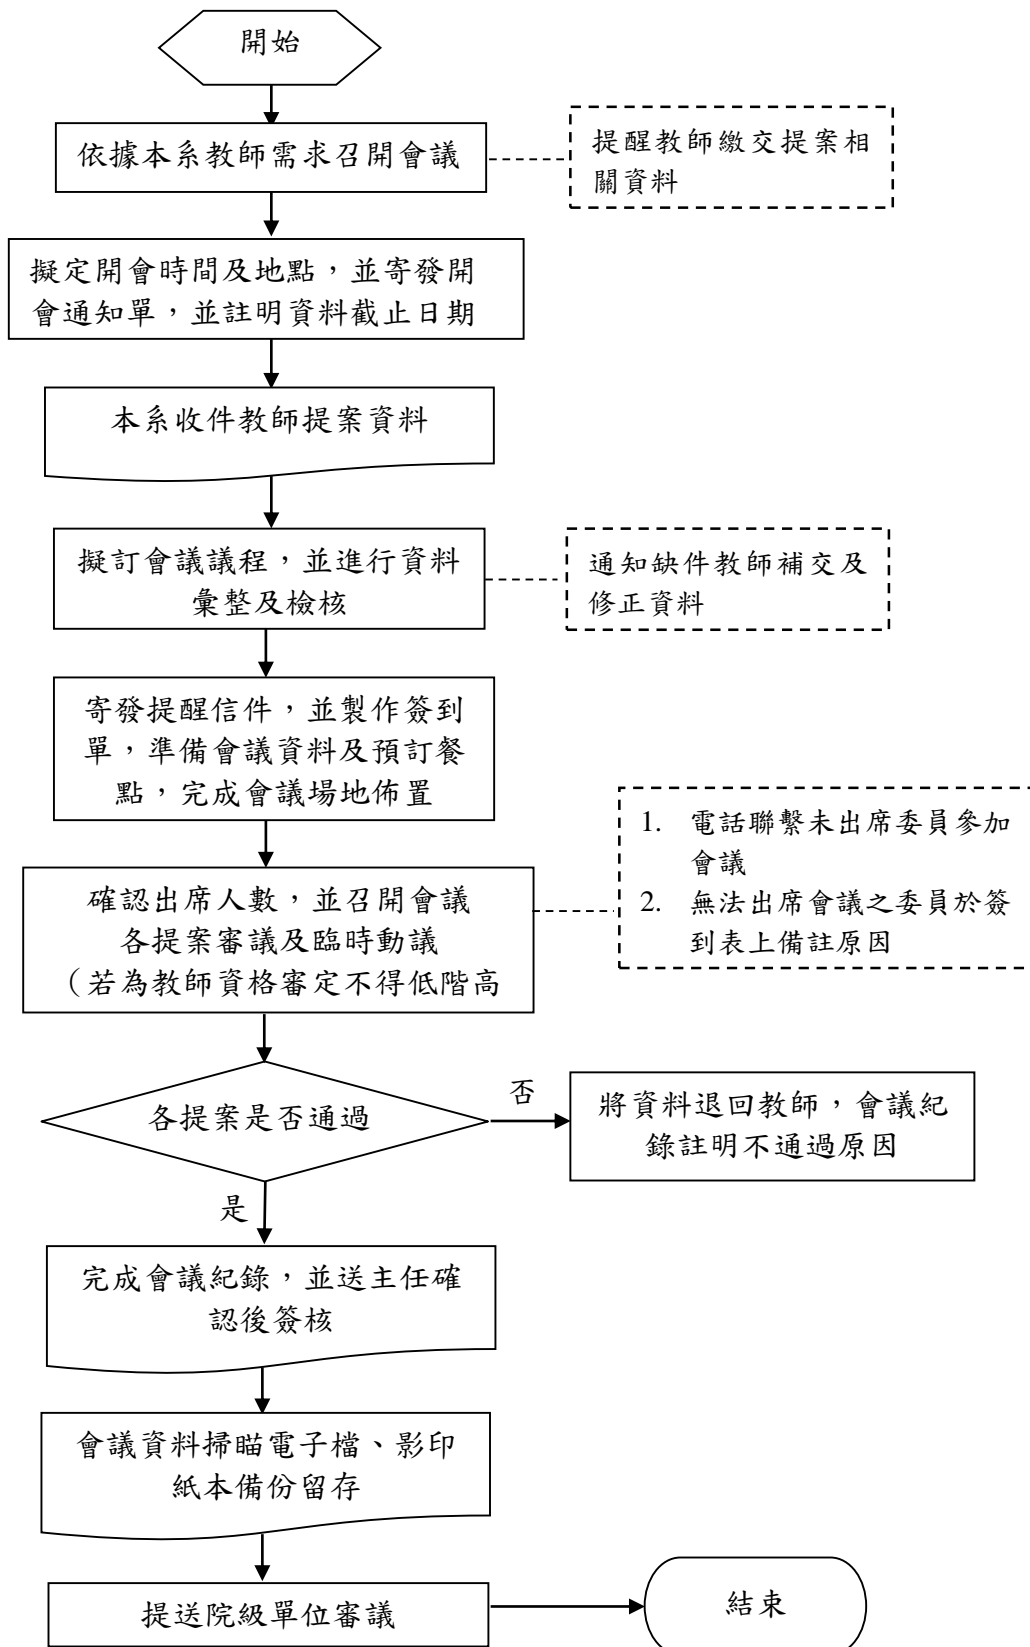 開始
依據本系教師需求召開會議
提醒教師繳交提案相
關資料
擬定開會時間及地點，並寄發開
會通知單，並註明資料截止日期
本系收件教師提案資料
擬訂會議議程，並進行資料
彙整及檢核
通知缺件教師補交及
修正資料
寄發提醒信件，並製作簽到
單，準備會議資料及預訂餐
點，完成會議場地佈置
1. 電話聯繫未出席委員參加
會議
2. 無法出席會議之委員於簽
到表上備註原因
確認出席人數，並召開會議
各提案審議及臨時動議
（若為教師資格審定不得低階高
各提案是否通過
否
將資料退回教師，會議紀
錄註明不通過原因
是
完成會議紀錄，並送主任確
認後簽核
會議資料掃瞄電子檔、影印
紙本備份留存
提送院級單位審議
結束